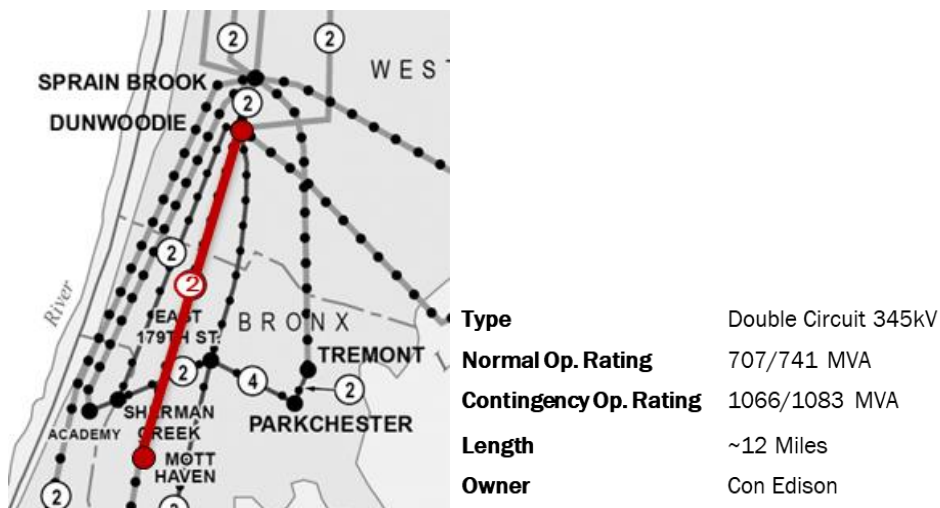 2
2
WEST
SPRAIN BROOK
2
DUNWOODIE
2
2
River
EAST
179TH ST.
BRONX
TREMONT
2
4
2
SHERMAN
CREEK
PARKCHESTER
ACADEMY
MOTT
HAVEN
2
2
Type Double Circuit 345kV
Normal Op. Rating 707/741 MVA
Contingency Op. Rating 1066/1083 MVA
Length ~12 Miles
Owner Con Edison